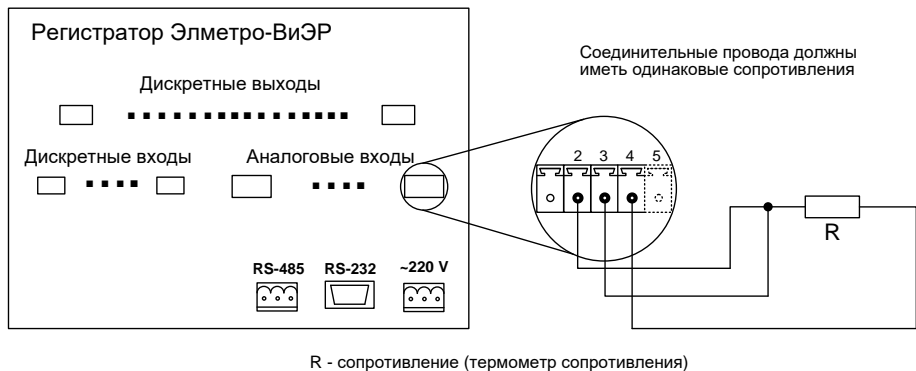 Регистратор Элметро-ВиЭР
Соединительные провода должны
иметь одинаковые сопротивления
Дискретные выходы
Дискретные входы
Аналоговые входы
2 3 4 5
RS-485 RS-232 ~220 V
R
R - сопротивление (термометр сопротивления)